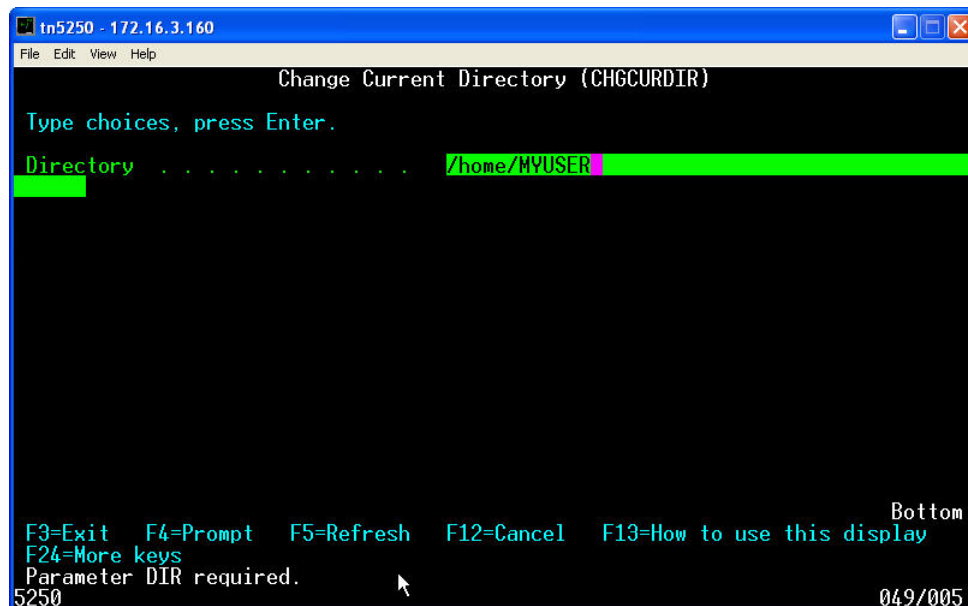 tn5250 - 172.16.3.160
File Edit View Help
Change Current Directory (CHGCURDIR)
Type choices, press Enter.
Directory . . . . . . . . . . . /home/MYUSER
Bottom
F3=Exit F4=Prompt F5=Refresh F12=Cancel F13=How to use this display
F24=More keys
Parameter DIR required.
5250 049/005